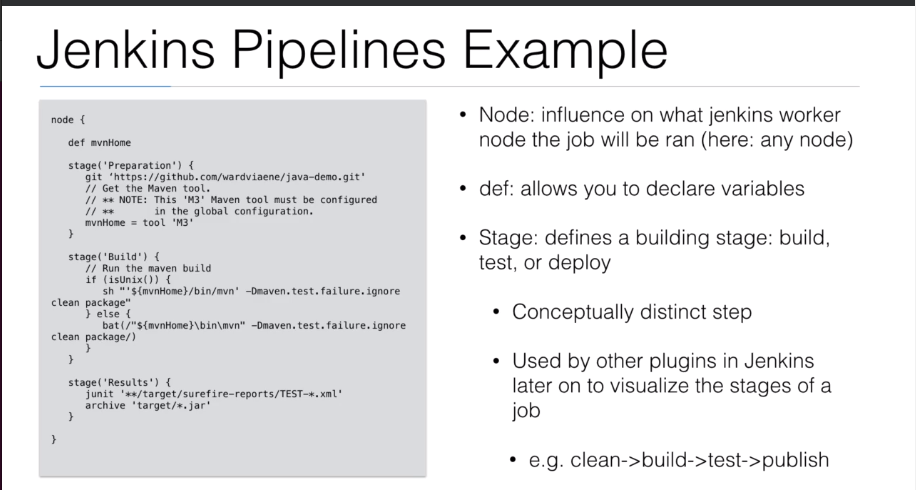 Jenkins Pipelines Example
node {
def mvnHome
stage('Preparation') {
git ‘https://github.com/wardviaene/java-demo.git'
// Get the Maven tool.
// ** NOTE: This 'M3' Maven tool must be configured
// **       in the global configuration.
mvnHome = tool 'M3'
}
stage('Build') {
// Run the maven build
if (isUnix()) {
sh "'${mvnHome}/bin/mvn' -Dmaven.test.failure.ignore
clean package"
} else {
bat(/"${mvnHome}\bin\mvn" -Dmaven.test.failure.ignore
clean package/)
}
}
stage('Results') {
junit '**/target/surefire-reports/TEST-*.xml'
archive 'target/*.jar'
}
}
• Node: influence on what jenkins worker
node the job will be ran (here: any node)
• def: allows you to declare variables
• Stage: defines a building stage: build,
test, or deploy
• Conceptually distinct step
• Used by other plugins in Jenkins
later on to visualize the stages of a
job
• e.g. clean->build->test->publish